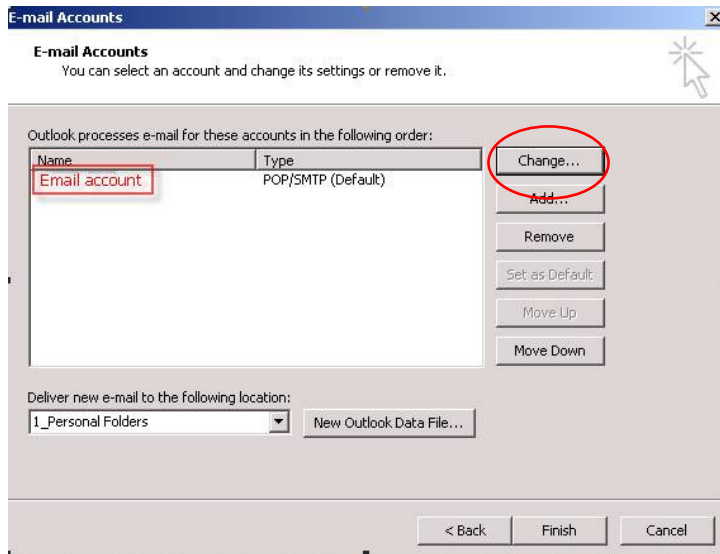 E-mail Accounts
E-mail Accounts
You can select an account and change its settings or remove it.
Outlook processes e-mail for these accounts in the following order:
Name Type
Email account POP/SMTP (Default)
Change...
Add...
Remove
Set as Default
Move Up
Move Down
Deliver new e-mail to the following location:
1_Personal Folders New Outlook Data File...
< Back Finish Cancel